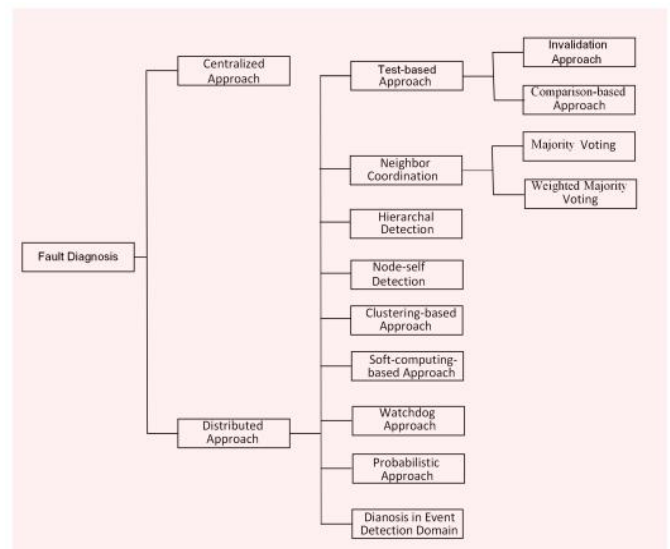 Fault Diagnosis
Centralized
Approach
Distributed
Approach
Test-based
Approach
Neighbor
Coordination
Hierarchal
Detection
Node-self
Detection
Clustering-based
Approach
Soft-computing-
based Approach
Watchdog
Approach
Probabilistic
Approach
Dianosis in Event
Detection Domain
Invalidation
Approach
Comparison-based
Approach
Majority Voting
Weighted Majority
Voting